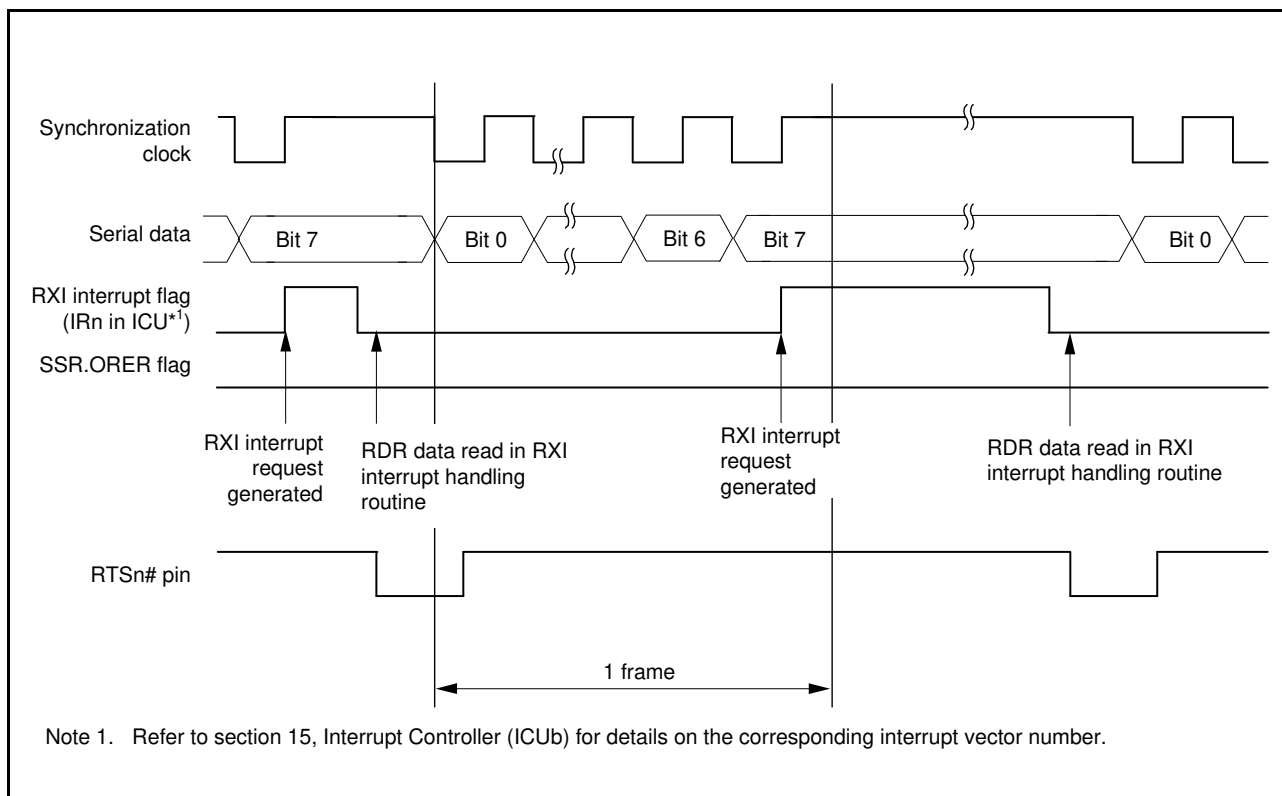 Synchronization
clock
Serial data
Bit 7
Bit 0
Bit 6
Bit 7
Bit 0
RXI interrupt flag
(IRn in ICU*1)
SSR.ORER flag
RXI interrupt
request
generated
RDR data read in RXI
interrupt handling
routine
RXI interrupt
request
generated
RDR data read in RXI
interrupt handling routine
RTSn# pin
1 frame
Note 1. Refer to section 15, Interrupt Controller (ICUb) for details on the corresponding interrupt vector number.